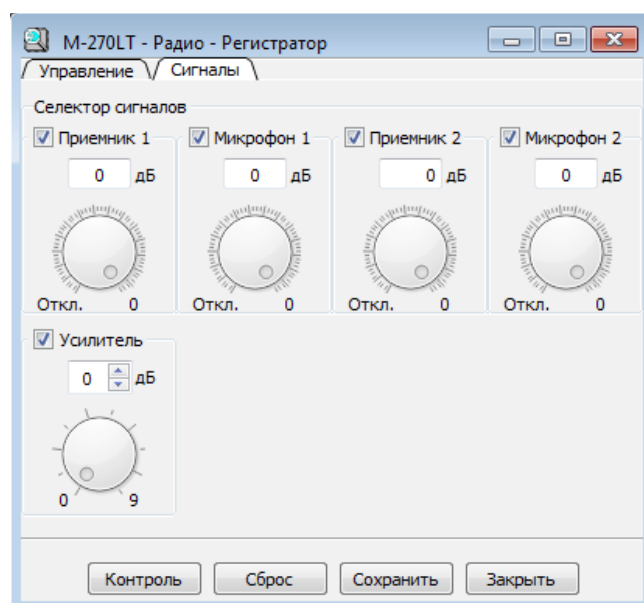 M-270LT - Радио - Регистратор
Управление Сигналы
Селектор сигналов
Приемник 1 Микрофон 1 Приемник 2 Микрофон 2
0 дБ 0 дБ 0 дБ 0 дБ
Откл. 0 Откл. 0 Откл. 0 Откл. 0
Усилитель
0 дБ
0 9
Контроль Сброс Сохранить Закрыть